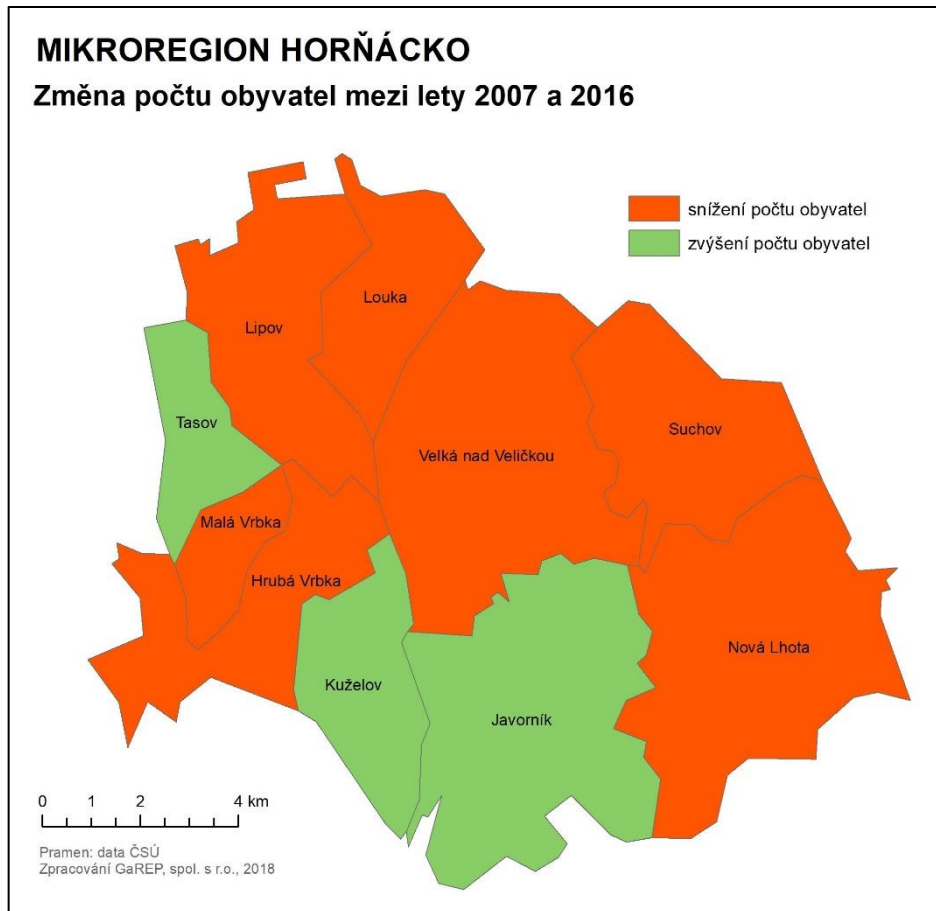 MIKROREGION HORŇÁCKO
Změna počtu obyvatel mezi lety 2007 a 2016
snížení počtu obyvatel
zvýšení počtu obyvatel
Louka
Lipov
Tasov
Suchov
Velká nad Veličkou
Malá Vrbka
Hrubá Vrbka
Nová Lhota
Kuželov
Javorník
0 1 2 4 km
Pramen: data ČSÚ
Zpracování GaREP, spol. s r.o., 2018